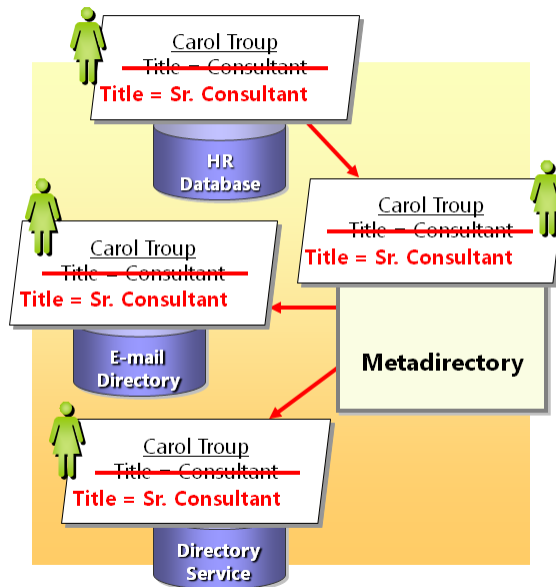 Carol Troup
Title = Consultant
Title = Sr. Consultant
HR
Database
Carol Troup
Title = Consultant
Title = Sr. Consultant
Carol Troup
Title = Consultant
Title = Sr. Consultant
E-mail
Directory
Metadirectory
Carol Troup
Title = Consultant
Title = Sr. Consultant
Directory
Service